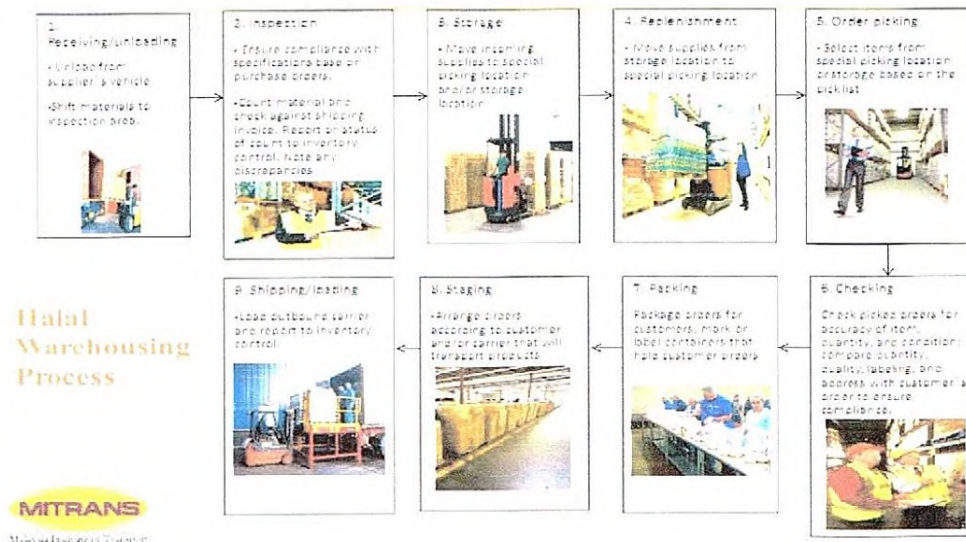 1.
Receiving/unloading
• Unload from
supplier's vehicle
•Shift materials to
inspection area.
2. Inspection
• Ensure compliance with
specifications base on
purchase orders.
•Count material and
check against shipping
invoice. Report on status
of count to inventory
control. Note any
discrepancies
3. Storage
• Move incoming
supplies to special
picking location
and/or storage
location
4. Replenishment
• Move supplies from
storage location to
special picking location
5. Order picking
• Select items from
special picking location
or storage based on the
pick list
6. Checking
Check picked orders for
accuracy of item,
quantity, and condition;
compare quantity,
quality, labeling, and
address with customer's
order to ensure
compliance.
7. Packing
Package orders for
customers, mark or
label containers that
hold customer orders
8. Staging
•Arrange orders
according to customer
and/or carrier that will
transport products
9. Shipping/loading
•Load outbound carrier
and report to inventory
control
Halal
Warehousing
Process
MITRANS